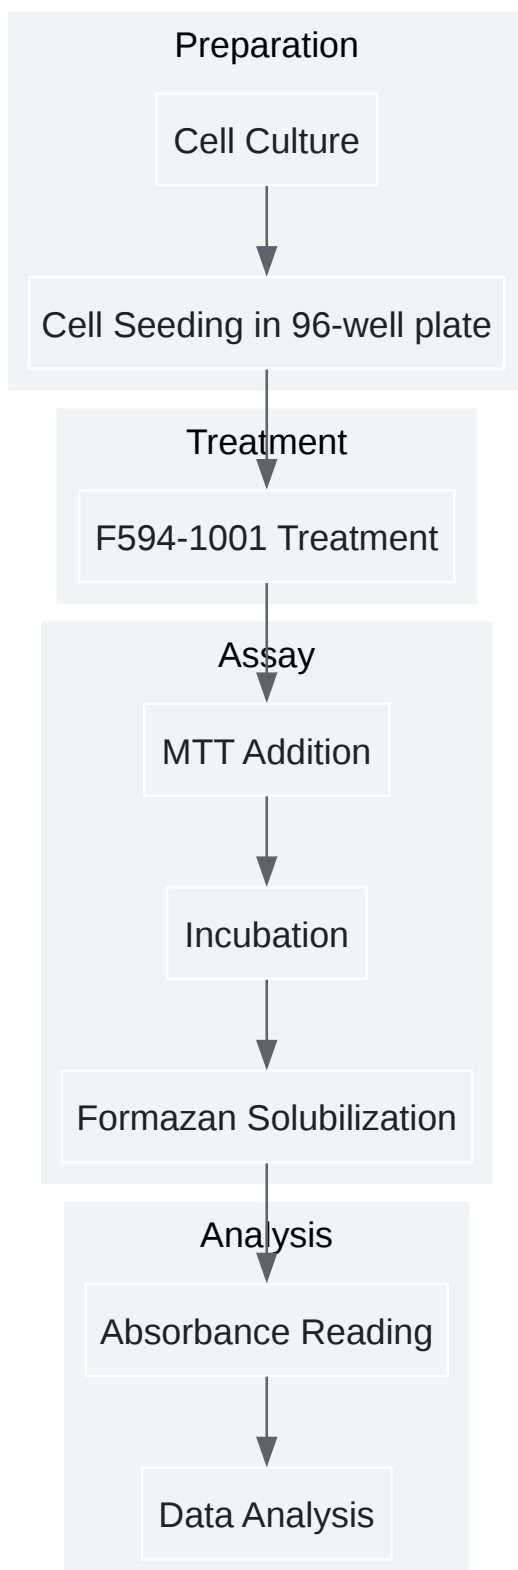 Preparation
Cell Culture
Cell Seeding in 96-well plate
Treatment
F594-1001 Treatment
Assay
MTT Addition
Incubation
Formazan Solubilization
Analysis
Absorbance Reading
Data Analysis